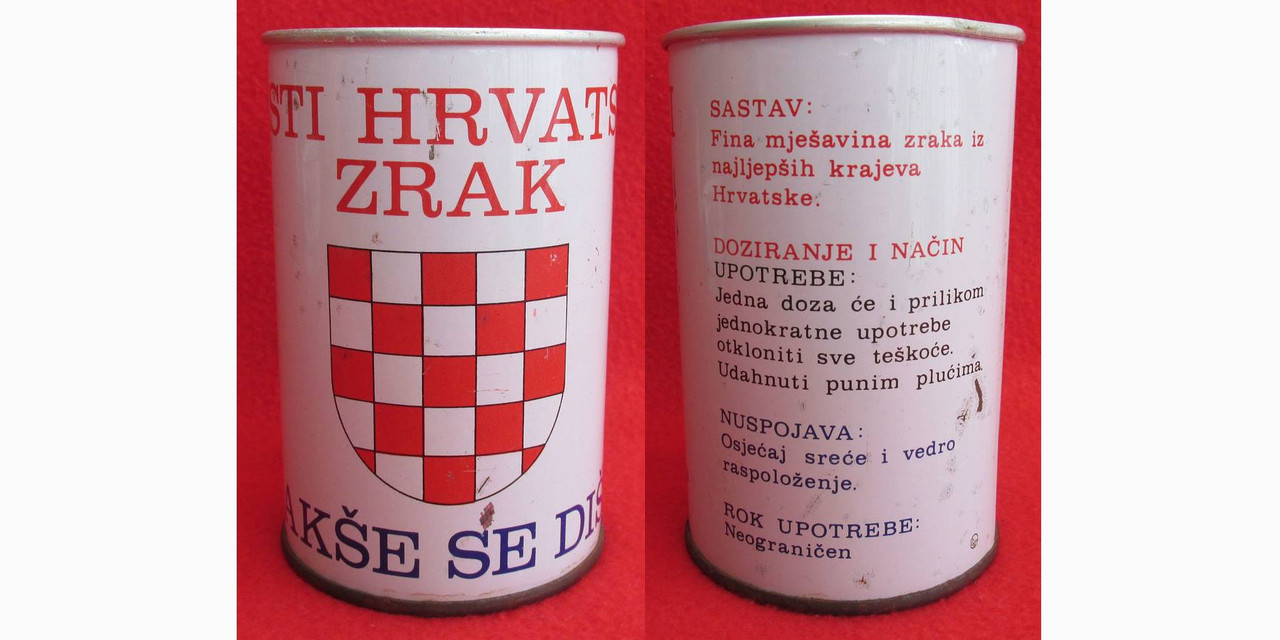 STI HRVATS
ZRAK
AKŠE SE DIŠ
SASTAV:
Fina mješavina zraka iz
najljepših krajeva
Hrvatske.
DOZIRANJE I NAČIN
UPOTREBE:
Jedna doza će i prilikom
jednokratne upotrebe
otkloniti sve teškoće.
Udahnuti punim plućima.
NUSPOJAVA:
Osjećaj sreće i vedro
raspoloženje.
ROK UPOTREBE:
Neograničen